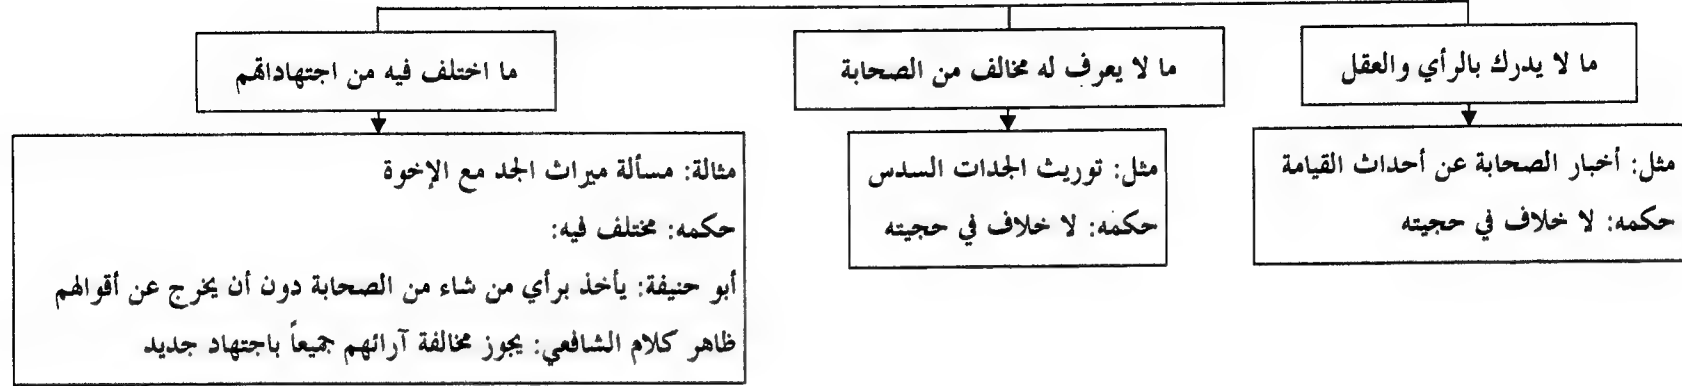 ما لا يدرك بالرأي والعقل
ما لا يعرف له مخالف من الصحابة
ما اختلف فيه من اجتهاداتهم
مثل: أخبار الصحابة عن أحداث القيامة
حكمه: لا خلاف في حجيته
مثل: توريث الجدات السدس
حكمه: لا خلاف في حجيته
مثالة: مسألة ميراث الجد مع الإخوة
حكمه: مختلف فيه:
أبو حنيفة: يأخذ برأي من شاء من الصحابة دون أن يخرج عن أقوالهم
ظاهر كلام الشافعي: يجوز مخالفة آرائهم جميعاً باجتهاد جديد